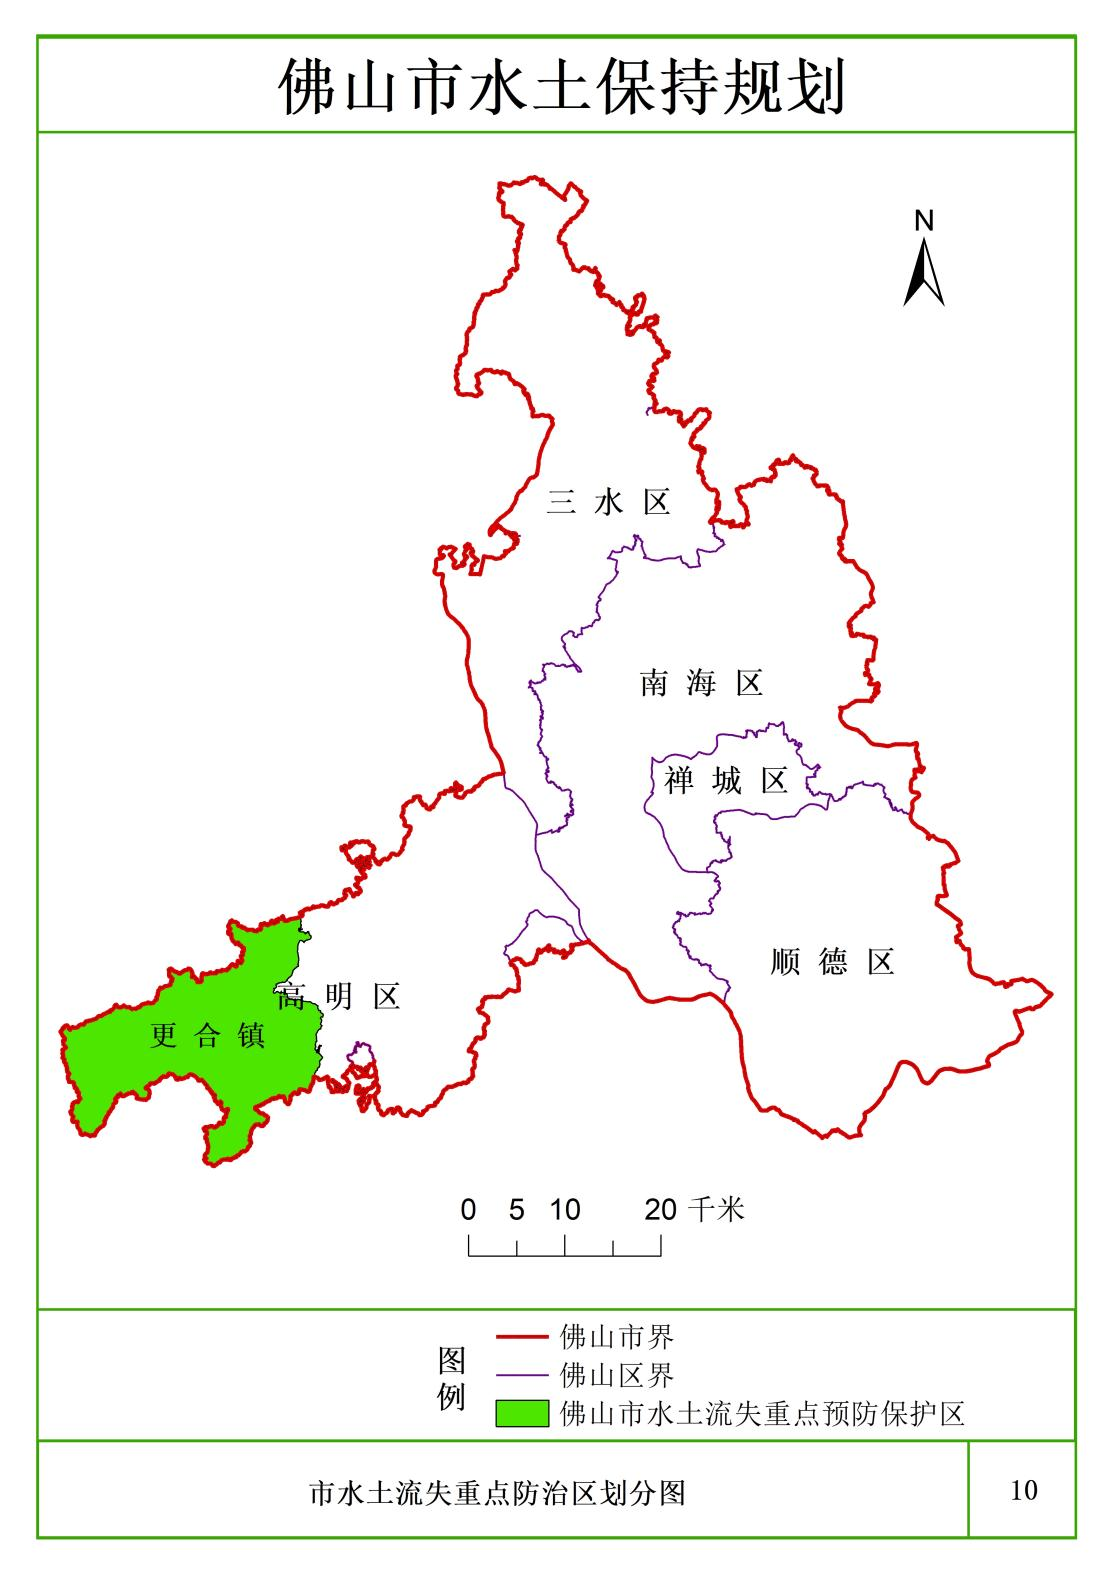 佛山市水土保持规划
N
三水区
南海区
禅城区
顺德区
高明区
更合镇
0 5 10 20 千米
图例
佛山市界
佛山区界
佛山市水土流失重点预防保护区
市水土流失重点防治区划分图
10